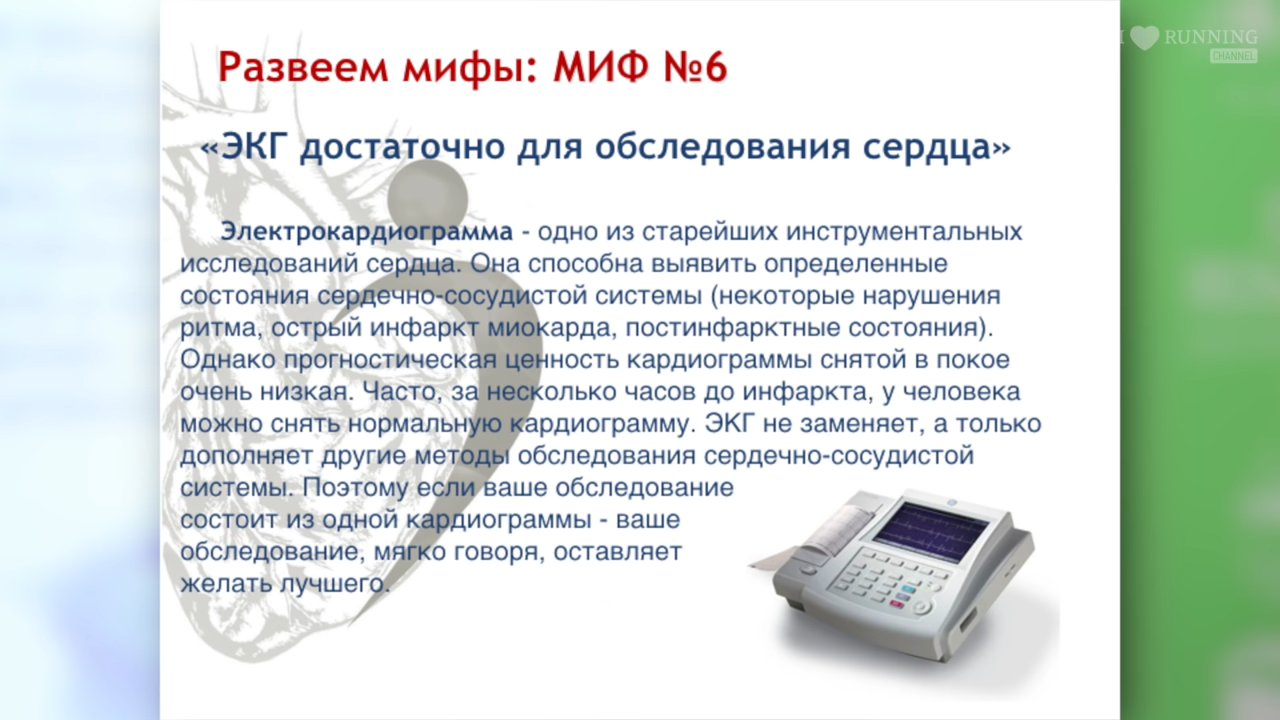 I RUNNING
CHANNEL
Развеем мифы: МИФ №6
«ЭКГ достаточно для обследования сердца»
Электрокардиограмма - одно из старейших инструментальных
исследований сердца. Она способна выявить определенные
состояния сердечно-сосудистой системы (некоторые нарушения
ритма, острый инфаркт миокарда, постинфарктные состояния).
Однако прогностическая ценность кардиограммы снятой в покое
очень низкая. Часто, за несколько часов до инфаркта, у человека
можно снять нормальную кардиограмму. ЭКГ не заменяет, а только
дополняет другие методы обследования сердечно-сосудистой
системы. Поэтому если ваше обследование
состоит из одной кардиограммы - ваше
обследование, мягко говоря, оставляет
желать лучшего.